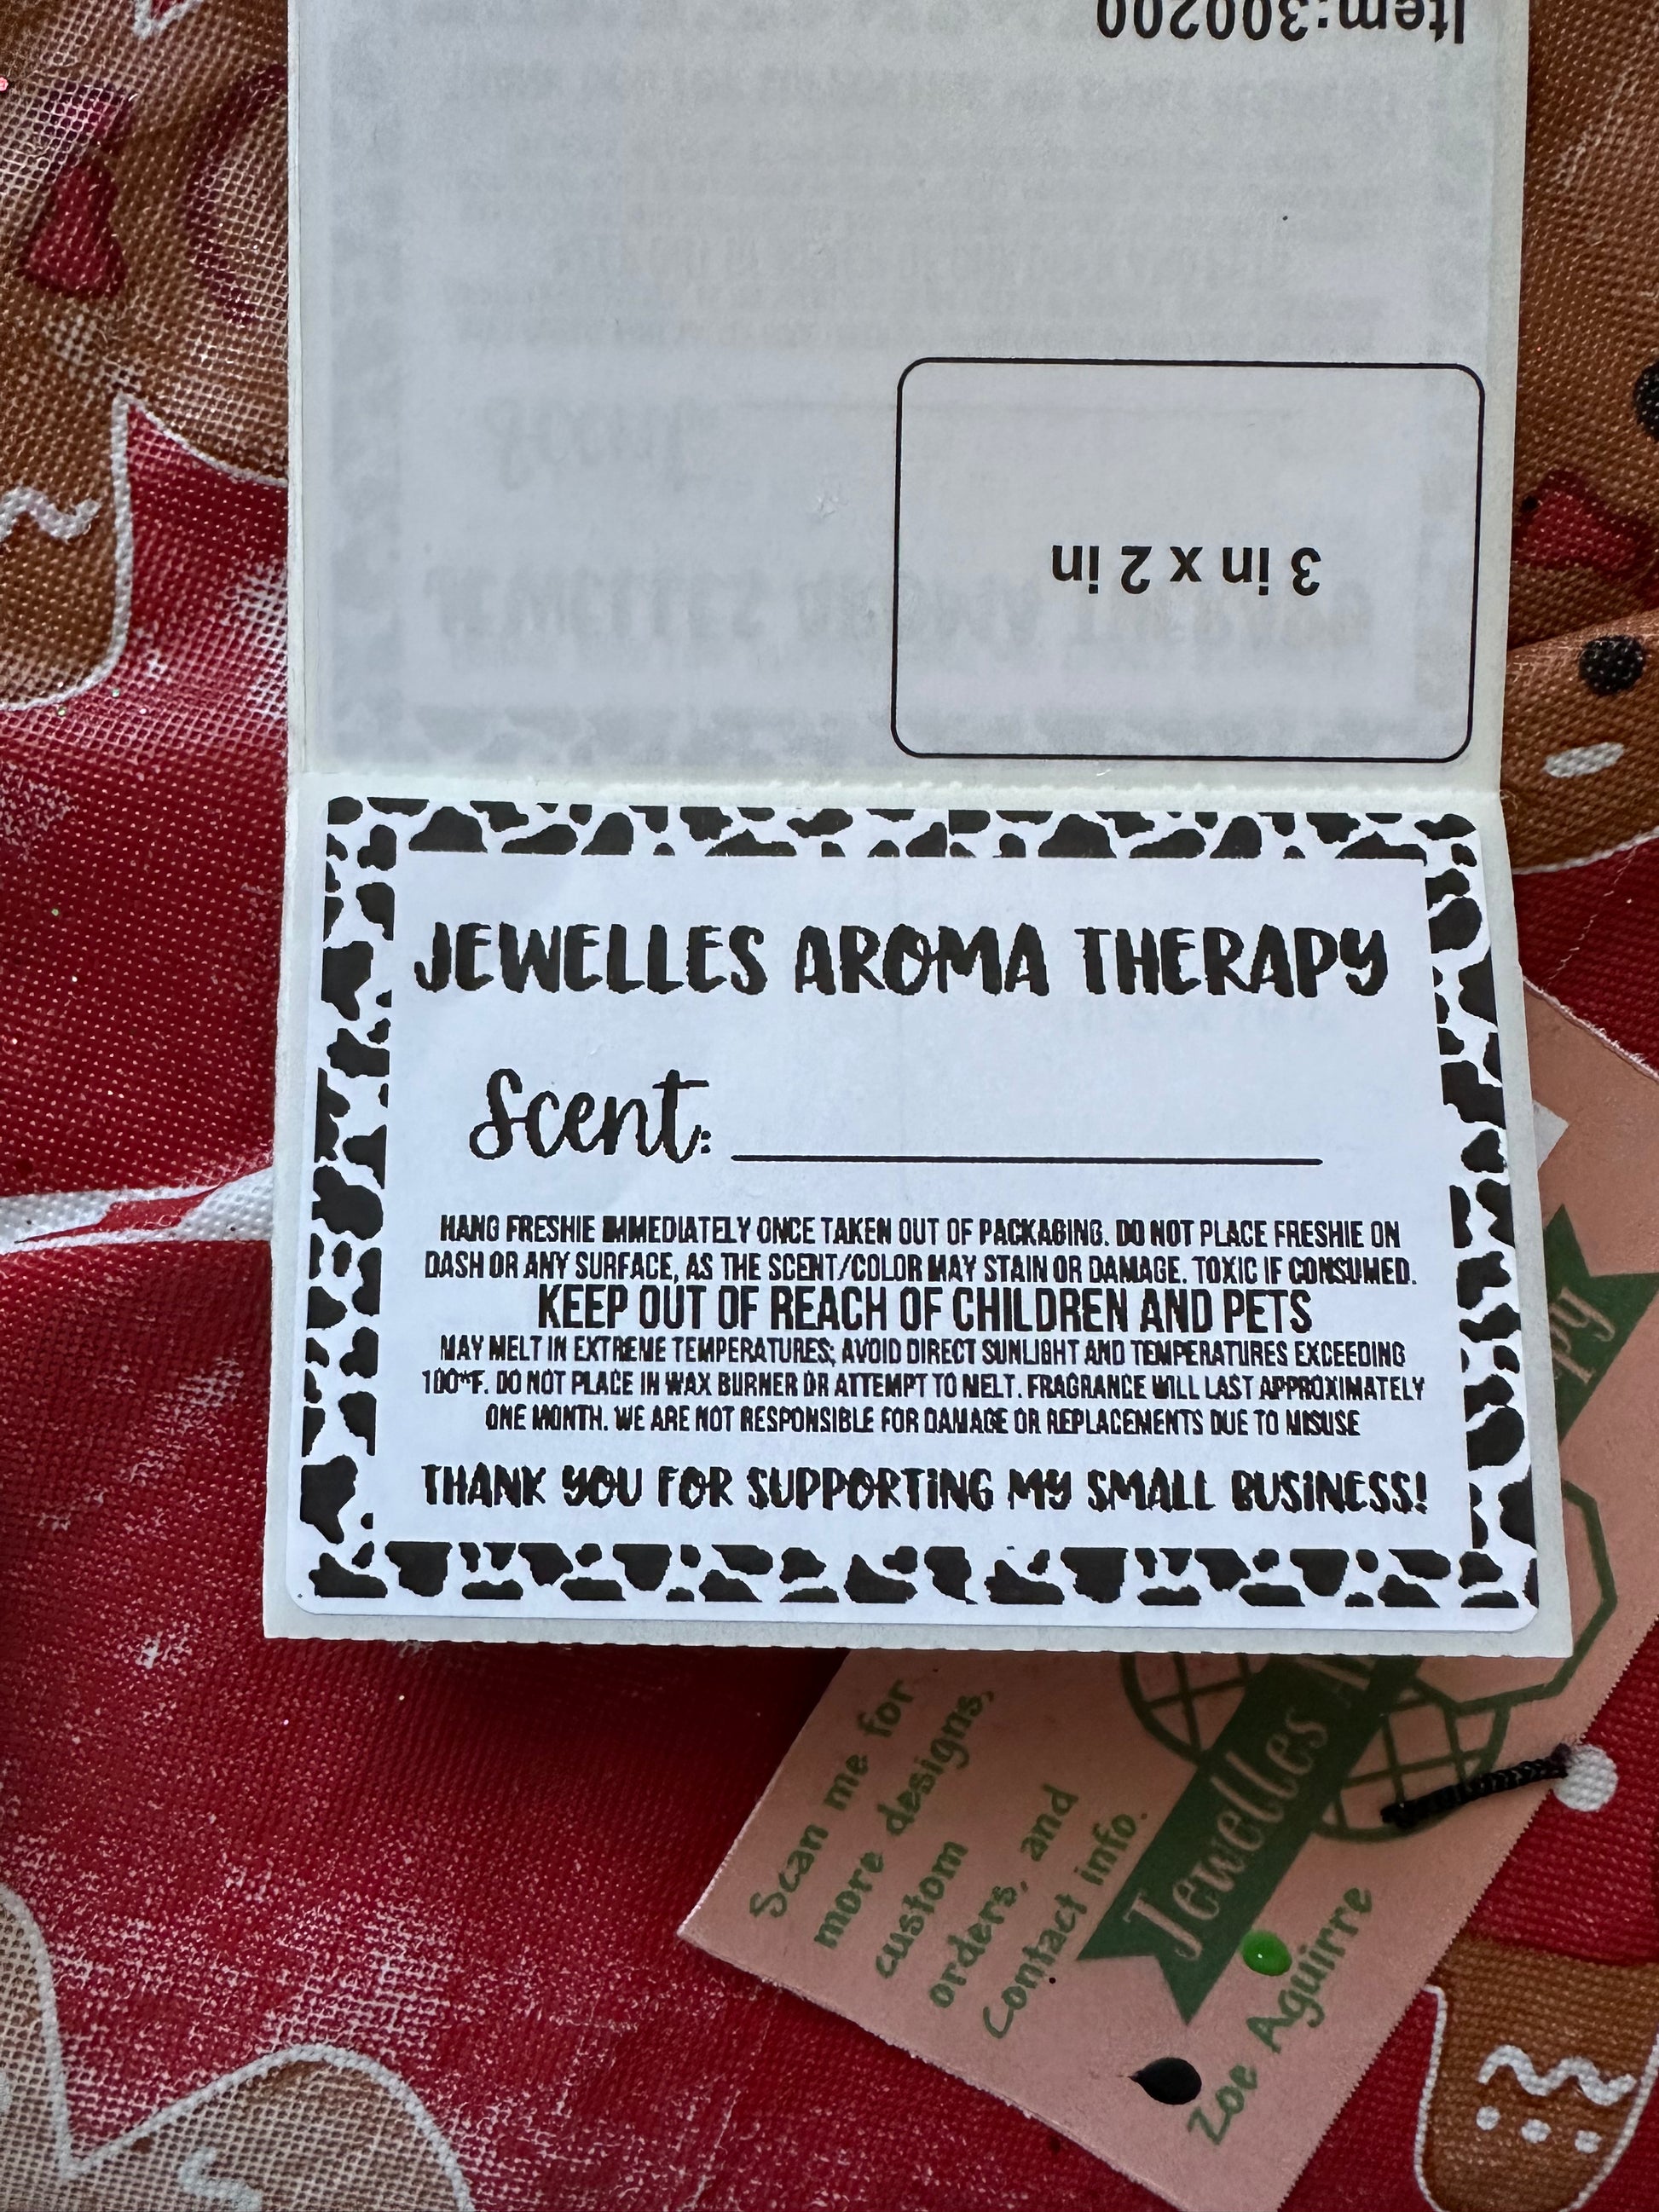 Item:300200
3 in x 2 in
JEWELLES AROMA THERAPY
Scent:
HANG FRESHIE IMMEDIATELY ONCE TAKEN OUT OF PACKAGING. DO NOT PLACE FRESHIE ON
DASH OR ANY SURFACE, AS THE SCENT/COLOR MAY STAIN OR DAMAGE. TOXIC IF CONSUMED.
KEEP OUT OF REACH OF CHILDREN AND PETS
MAY MELT IN EXTREME TEMPERATURES; AVOID DIRECT SUNLIGHT AND TEMPERATURES EXCEEDING
100°F. DO NOT PLACE IN WAX BURNER OR ATTEMPT TO MELT. FRAGRANCE WILL LAST APPROXIMATELY
ONE MONTH. WE ARE NOT RESPONSIBLE FOR DAMAGE OR REPLACEMENTS DUE TO MISUSE
THANK YOU FOR SUPPORTING MY SMALL BUSINESS!
Scan me for
more designs,
custom
orders, and
Contact info.
Jewelles
Zoe Aguirre